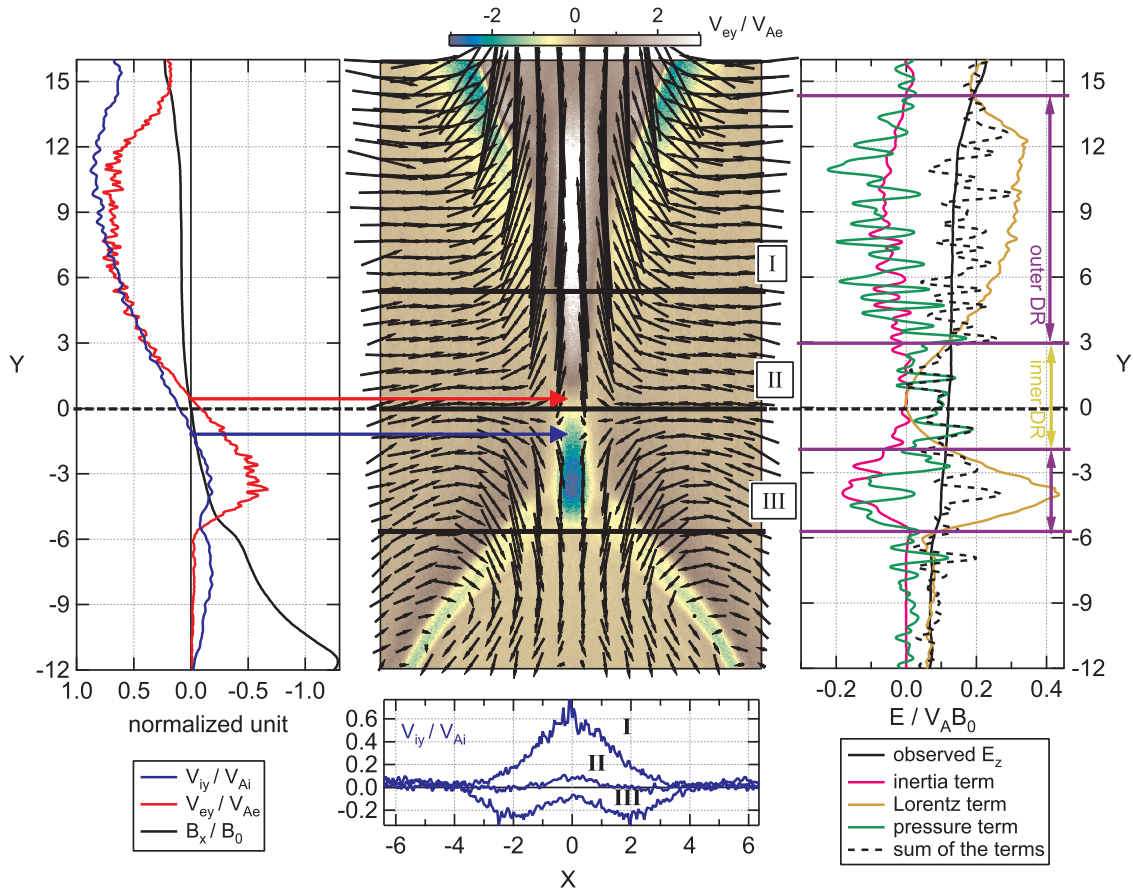 -2 0 2 V_ey / V_Ae
15
12
9
6
3
0
-3
-6
-9
-12
Y
1.0 0.5 0.0 -0.5 -1.0
normalized unit
V_iy / V_Ai
V_ey / V_Ae
B_x / B_0
I
II
III
V_iy / V_Ai
0.6
0.4
0.2
0.0
-0.2
I
II
III
-6 -4 -2 0 2 4 6
X
outer DR
inner DR
15
12
9
6
3
0
-3
-6
-9
-12
Y
-0.2 0.0 0.2 0.4
E / V_AB_0
observed E_z
inertia term
Lorentz term
pressure term
sum of the terms